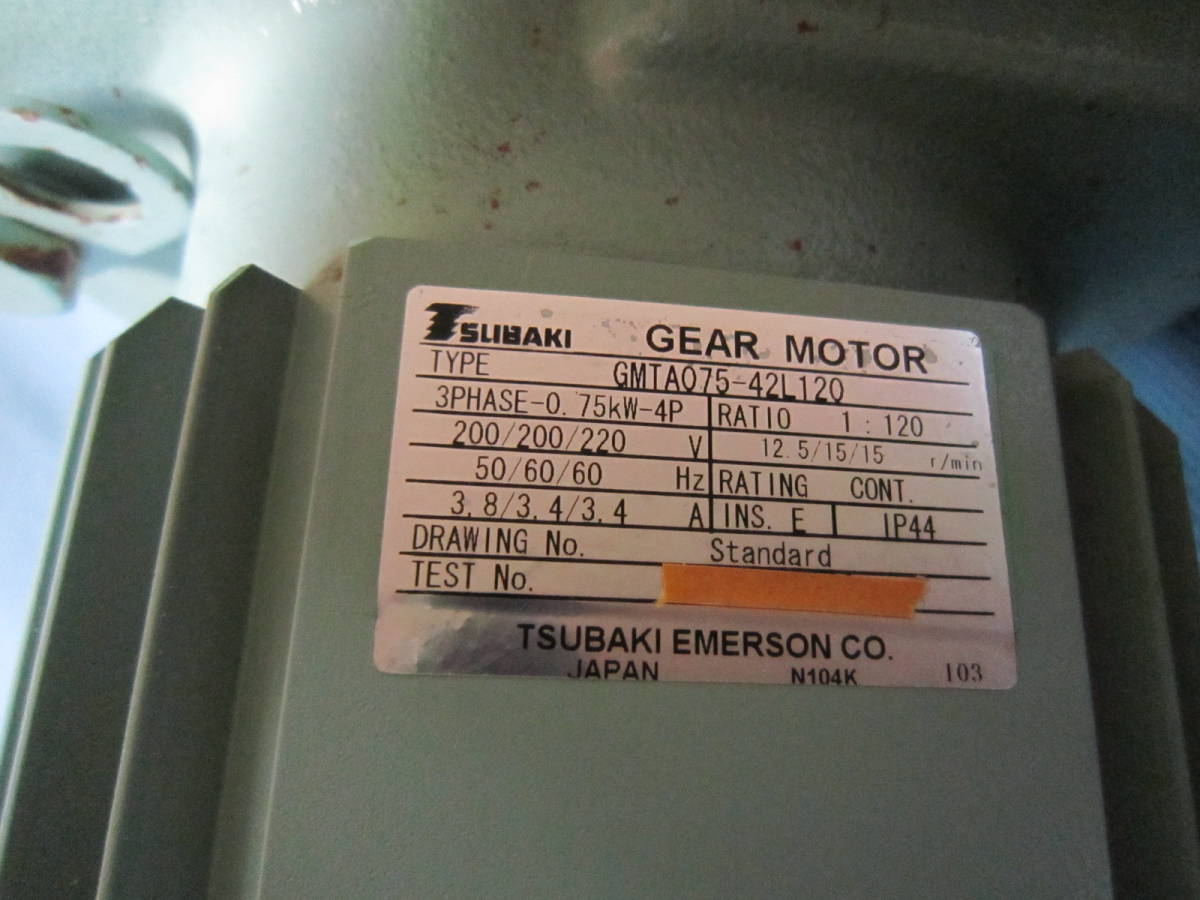 TSUBAKI GEAR MOTOR
TYPE GMTA075-42L120
3PHASE-0.75kW-4P RATIO 1:120
200/200/220 V 12.5/15/15 r/min
50/60/60 Hz RATING CONT.
3,8/3,4/3,4 A INS. E IP44
DRAWING No. Standard
TEST No.
TSUBAKI EMERSON CO.
JAPAN N104K 103